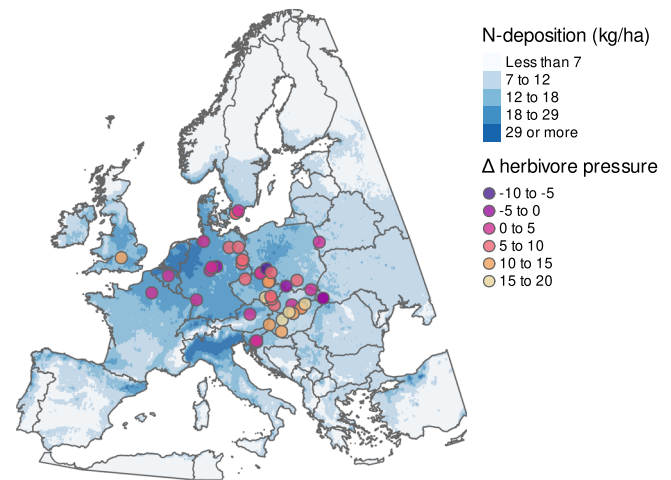 N-deposition (kg/ha)
Less than 7
7 to 12
12 to 18
18 to 29
29 or more
Δ herbivore pressure
-10 to -5
-5 to 0
0 to 5
5 to 10
10 to 15
15 to 20